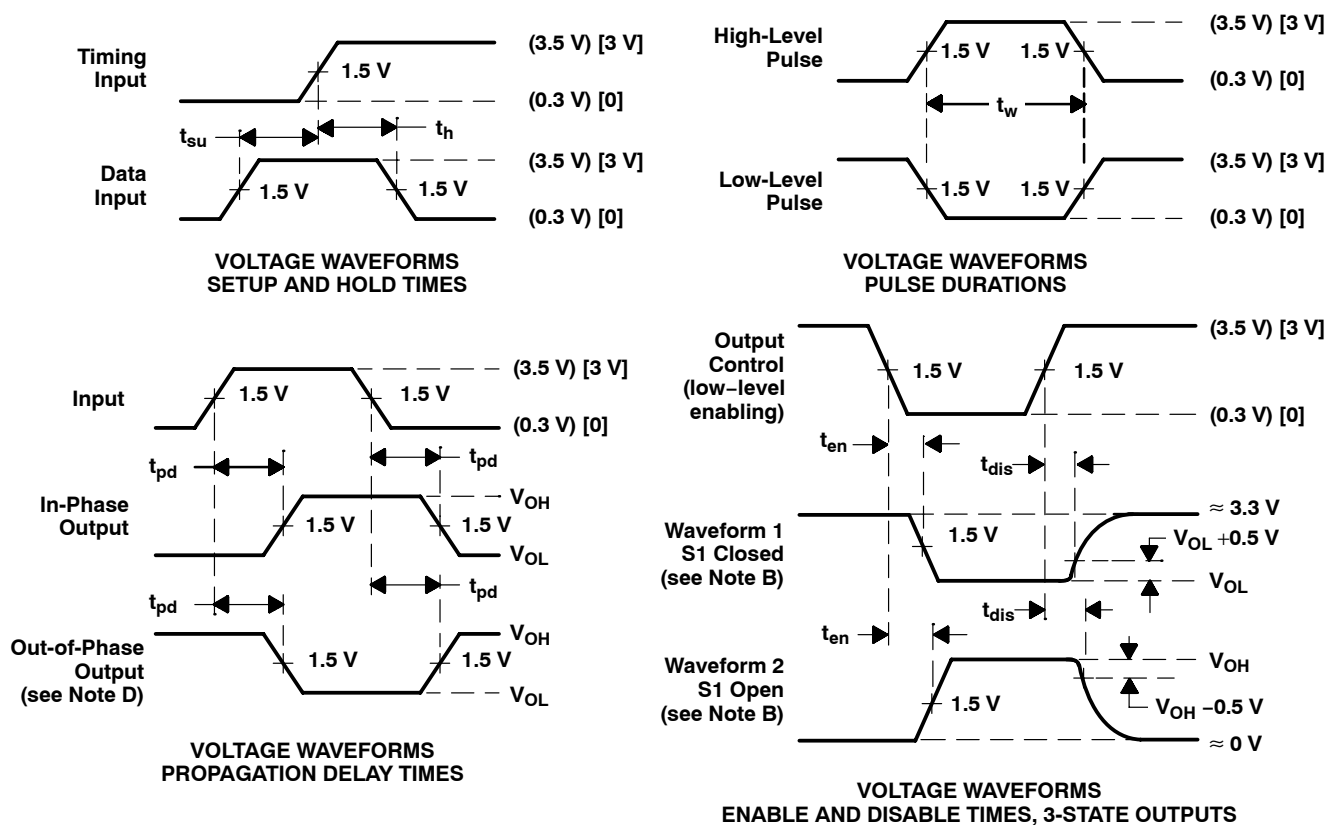 Timing
Input
1.5 V
(3.5 V) [3 V]
(0.3 V) [0]
tsu
th
Data
Input
1.5 V
1.5 V
(3.5 V) [3 V]
(0.3 V) [0]
VOLTAGE WAVEFORMS
SETUP AND HOLD TIMES
High-Level
Pulse
1.5 V
1.5 V
(3.5 V) [3 V]
(0.3 V) [0]
tw
Low-Level
Pulse
1.5 V
1.5 V
(3.5 V) [3 V]
(0.3 V) [0]
VOLTAGE WAVEFORMS
PULSE DURATIONS
Input
1.5 V
1.5 V
(3.5 V) [3 V]
(0.3 V) [0]
tpd
tpd
In-Phase
Output
1.5 V
1.5 V
VOH
VOL
tpd
tpd
Out-of-Phase
Output
(see Note D)
1.5 V
1.5 V
VOH
VOL
VOLTAGE WAVEFORMS
PROPAGATION DELAY TIMES
Output
Control
(low−level
enabling)
1.5 V
1.5 V
(3.5 V) [3 V]
(0.3 V) [0]
ten
tdis
Waveform 1
S1 Closed
(see Note B)
1.5 V
≈ 3.3 V
VOL +0.5 V
VOL
ten
tdis
Waveform 2
S1 Open
(see Note B)
1.5 V
VOH
VOH −0.5 V
≈ 0 V
VOLTAGE WAVEFORMS
ENABLE AND DISABLE TIMES, 3-STATE OUTPUTS